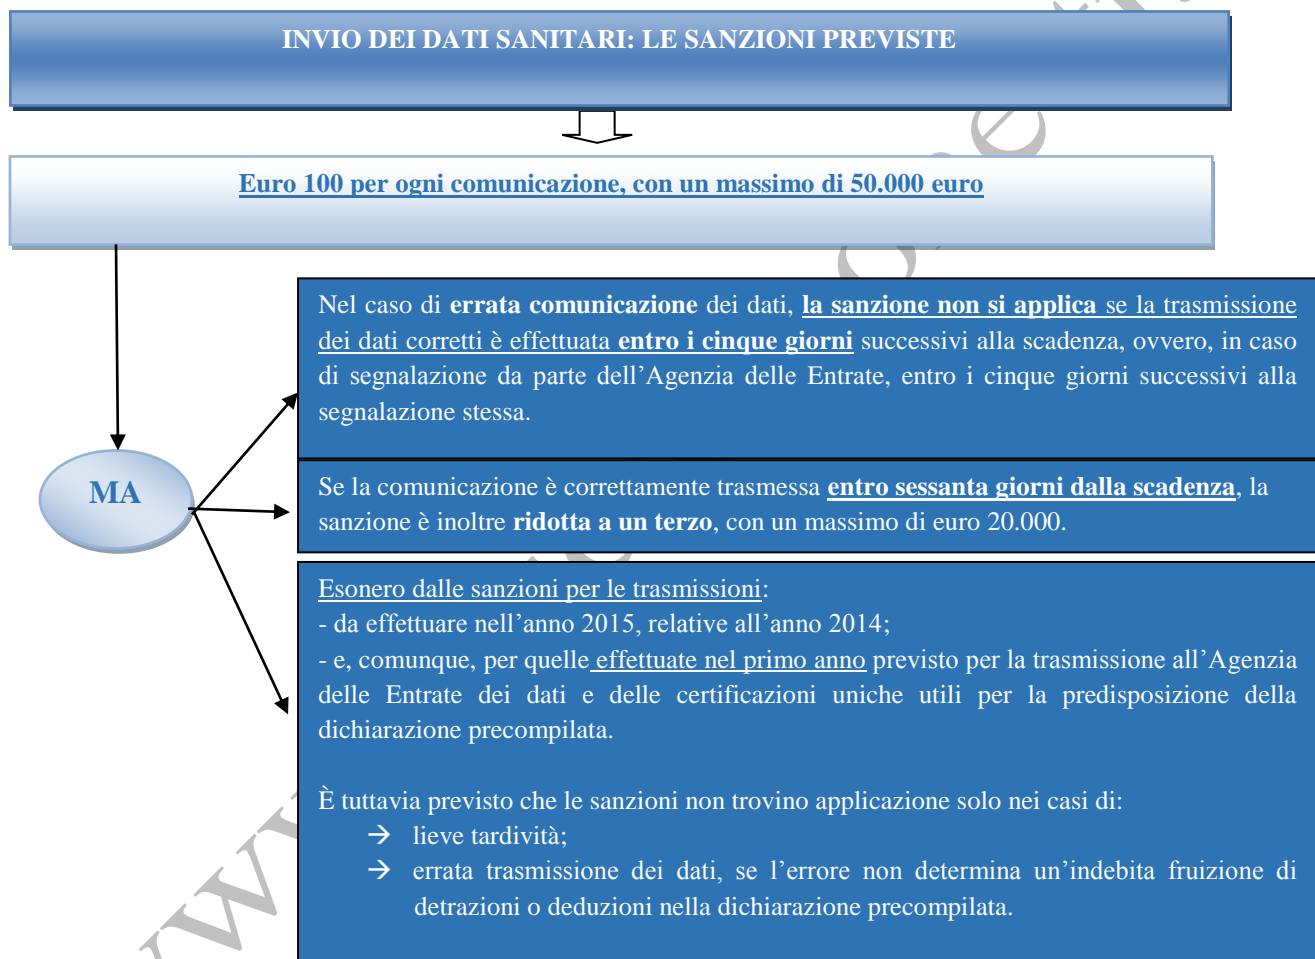 INVIO DEI DATI SANITARI: LE SANZIONI PREVISTE
Euro 100 per ogni comunicazione, con un massimo di 50.000 euro
MA
Nel caso di errata comunicazione dei dati, la sanzione non si applica se la trasmissione
dei dati corretti è effettuata entro i cinque giorni successivi alla scadenza, ovvero, in caso
di segnalazione da parte dell’Agenzia delle Entrate, entro i cinque giorni successivi alla
segnalazione stessa.
Se la comunicazione è correttamente trasmessa entro sessanta giorni dalla scadenza, la
sanzione è inoltre ridotta a un terzo, con un massimo di euro 20.000.
Esonero dalle sanzioni per le trasmissioni:
- da effettuare nell’anno 2015, relative all’anno 2014;
- e, comunque, per quelle effettuate nel primo anno previsto per la trasmissione all’Agenzia
delle Entrate dei dati e delle certificazioni uniche utili per la predisposizione della
dichiarazione precompilata.
È tuttavia previsto che le sanzioni non trovino applicazione solo nei casi di:
→ lieve tardività;
→ errata trasmissione dei dati, se l’errore non determina un’indebita fruizione di
detrazioni o deduzioni nella dichiarazione precompilata.